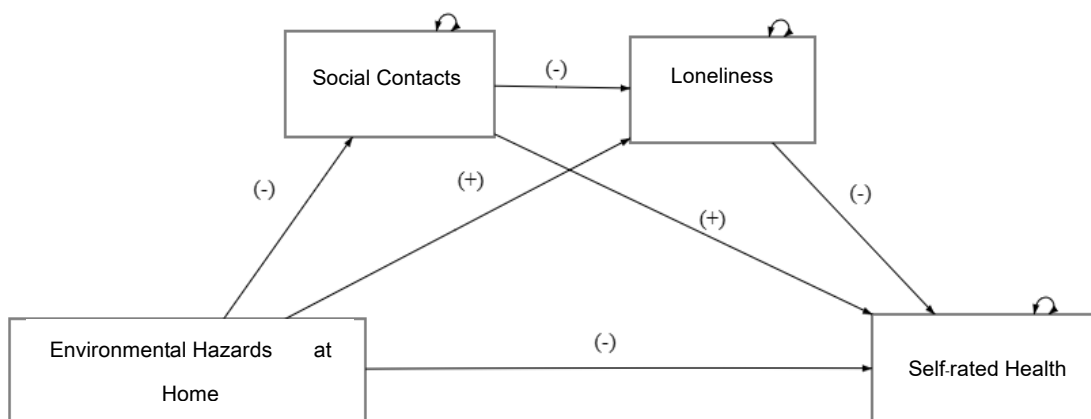 Social Contacts
(-)
Loneliness
(-)
(+)
(-)
(+)
Environmental Hazards at
Home
(-)
Self-rated Health